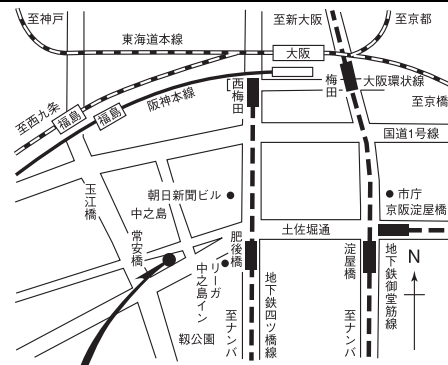 至神戸
至新大阪
至京都
東海道本線
大阪
大阪環状線
梅田
西梅田
阪神本線
至西九条
福島
福島
至京橋
国道1号線
玉江橋
朝日新聞ビル
中之島
市庁
京阪淀屋橋
常安橋
土佐堀通
肥後橋
淀屋橋
リーガ
中之島イン
地下鉄四ツ橋線
地下鉄御堂筋線
N
至ナンバ
至ナンバ
靱公園